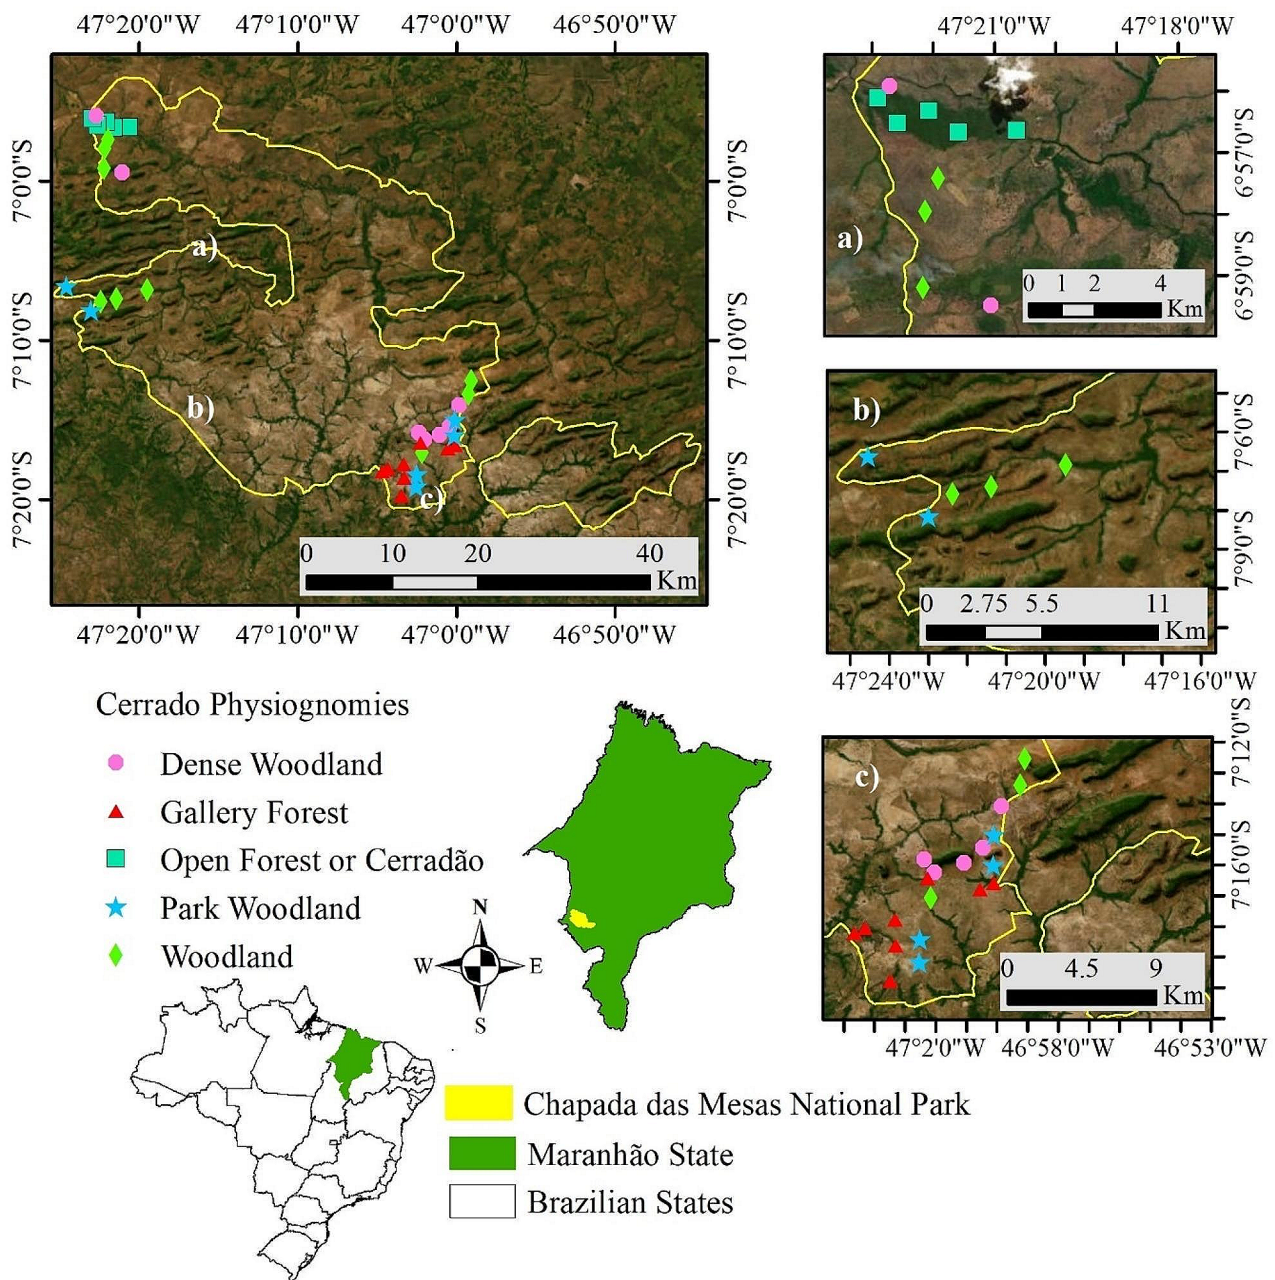 47°20'0"W 47°10'0"W 47°0'0"W 46°50'0"W
7°0'0"S
7°10'0"S
7°20'0"S
a)
b)
c)
0 10 20 40
Km
7°0'0"S
7°10'0"S
7°20'0"S
47°20'0"W 47°10'0"W 47°0'0"W 46°50'0"W
47°21'0"W 47°18'0"W
a)
0 1 2 4
Km
6°57'0"S
6°59'0"S
b)
0 2.75 5.5 11
Km
7°6'0"S
7°9'0"S
47°24'0"W 47°20'0"W 47°16'0"W
c)
0 4.5 9
Km
7°12'0"S
7°16'0"S
47°2'0"W 46°58'0"W 46°53'0"W
Cerrado Physiognomies
Dense Woodland
Gallery Forest
Open Forest or Cerradão
Park Woodland
Woodland
N
W E
S
Chapada das Mesas National Park
Maranhão State
Brazilian States